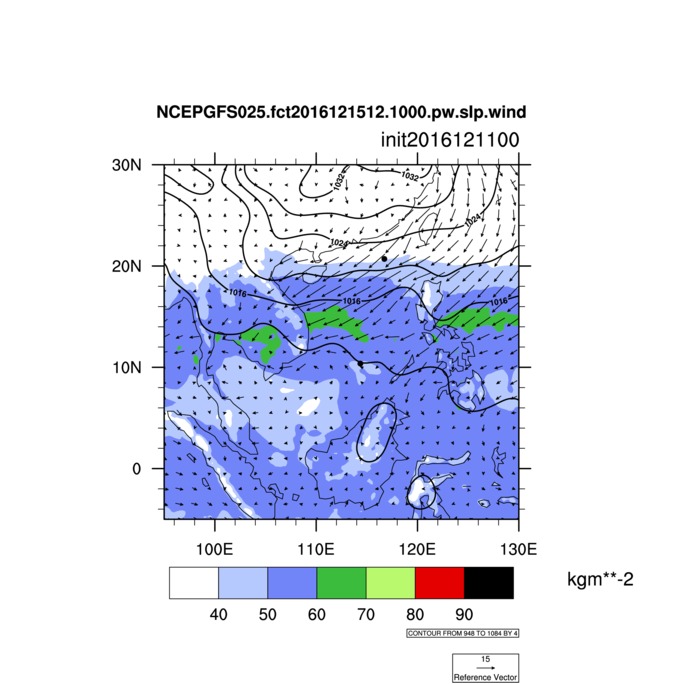 NCEPGFS025.fct2016121512.1000.pw.slp.wind
init2016121100
30N
1032
1032
1024
1024
20N
1016
1016
1016
10N
0
100E
110E
120E
130E
40
50
60
70
80
90
kgm**-2
CONTOUR FROM 948 TO 1084 BY 4
15
Reference Vector